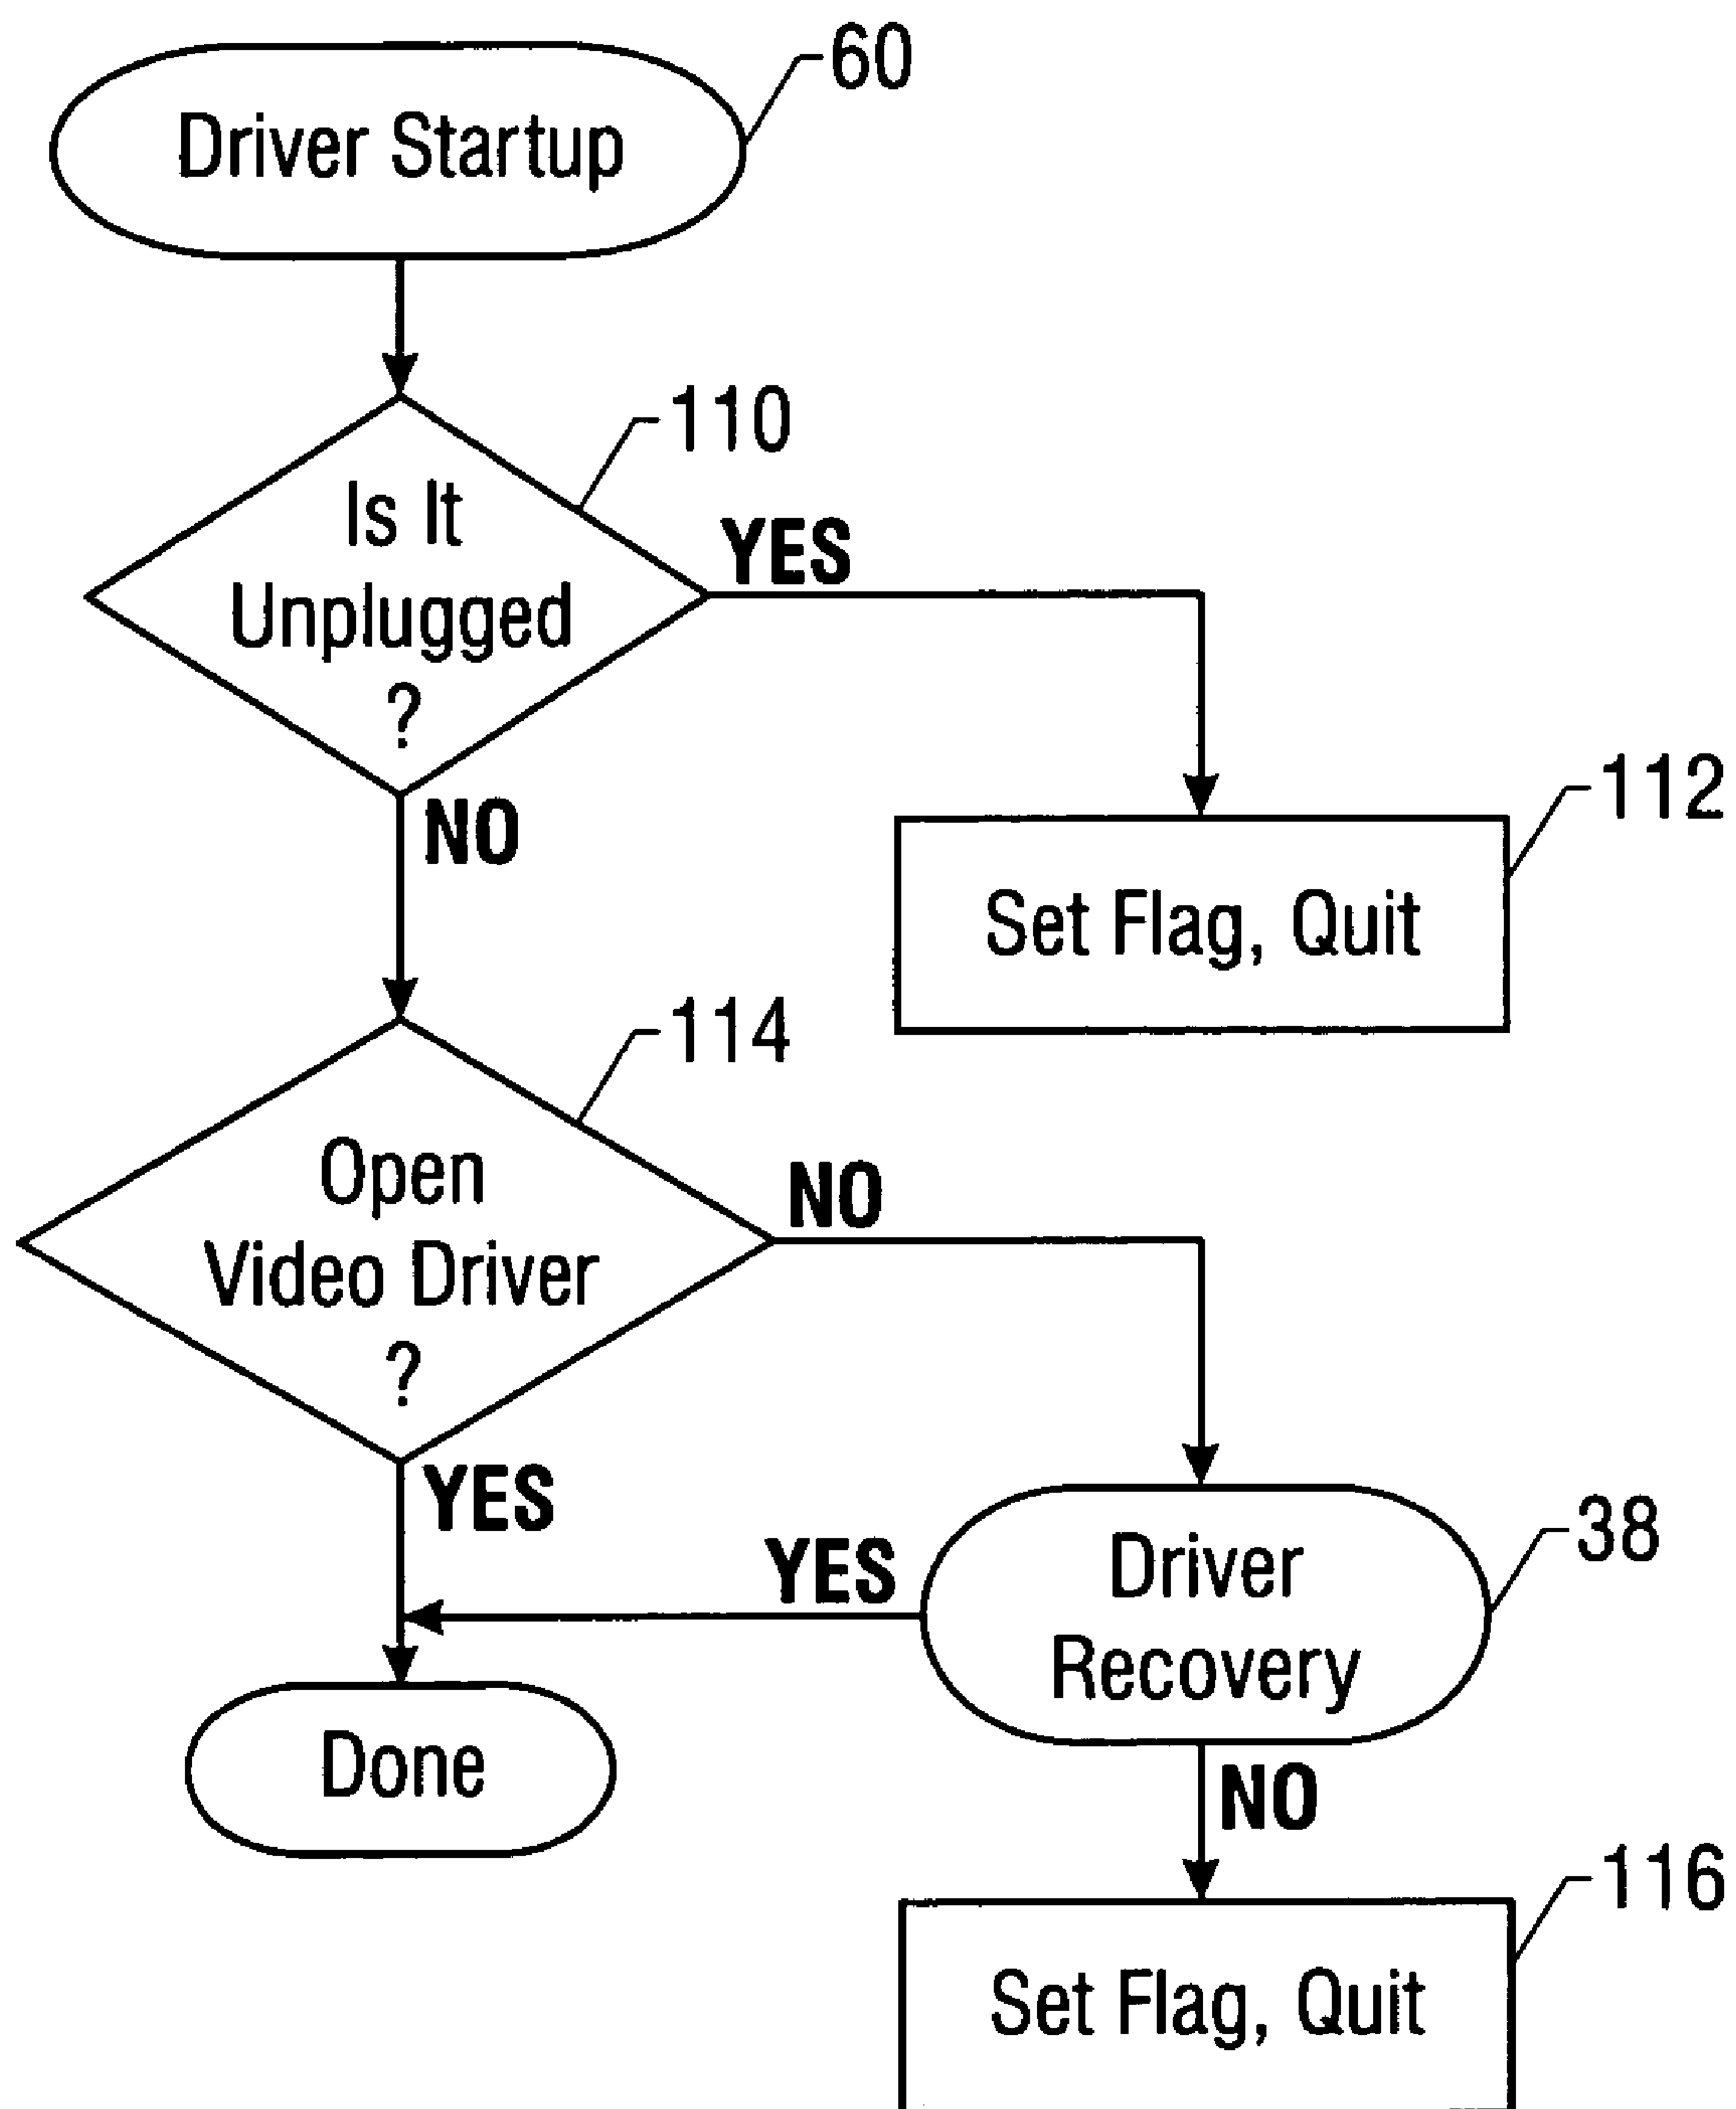 60
Driver Startup
110
Is It
Unplugged
?
YES
NO
112
Set Flag, Quit
114
Open
Video Driver
?
NO
YES
38
Driver
Recovery
YES
Done
NO
116
Set Flag, Quit